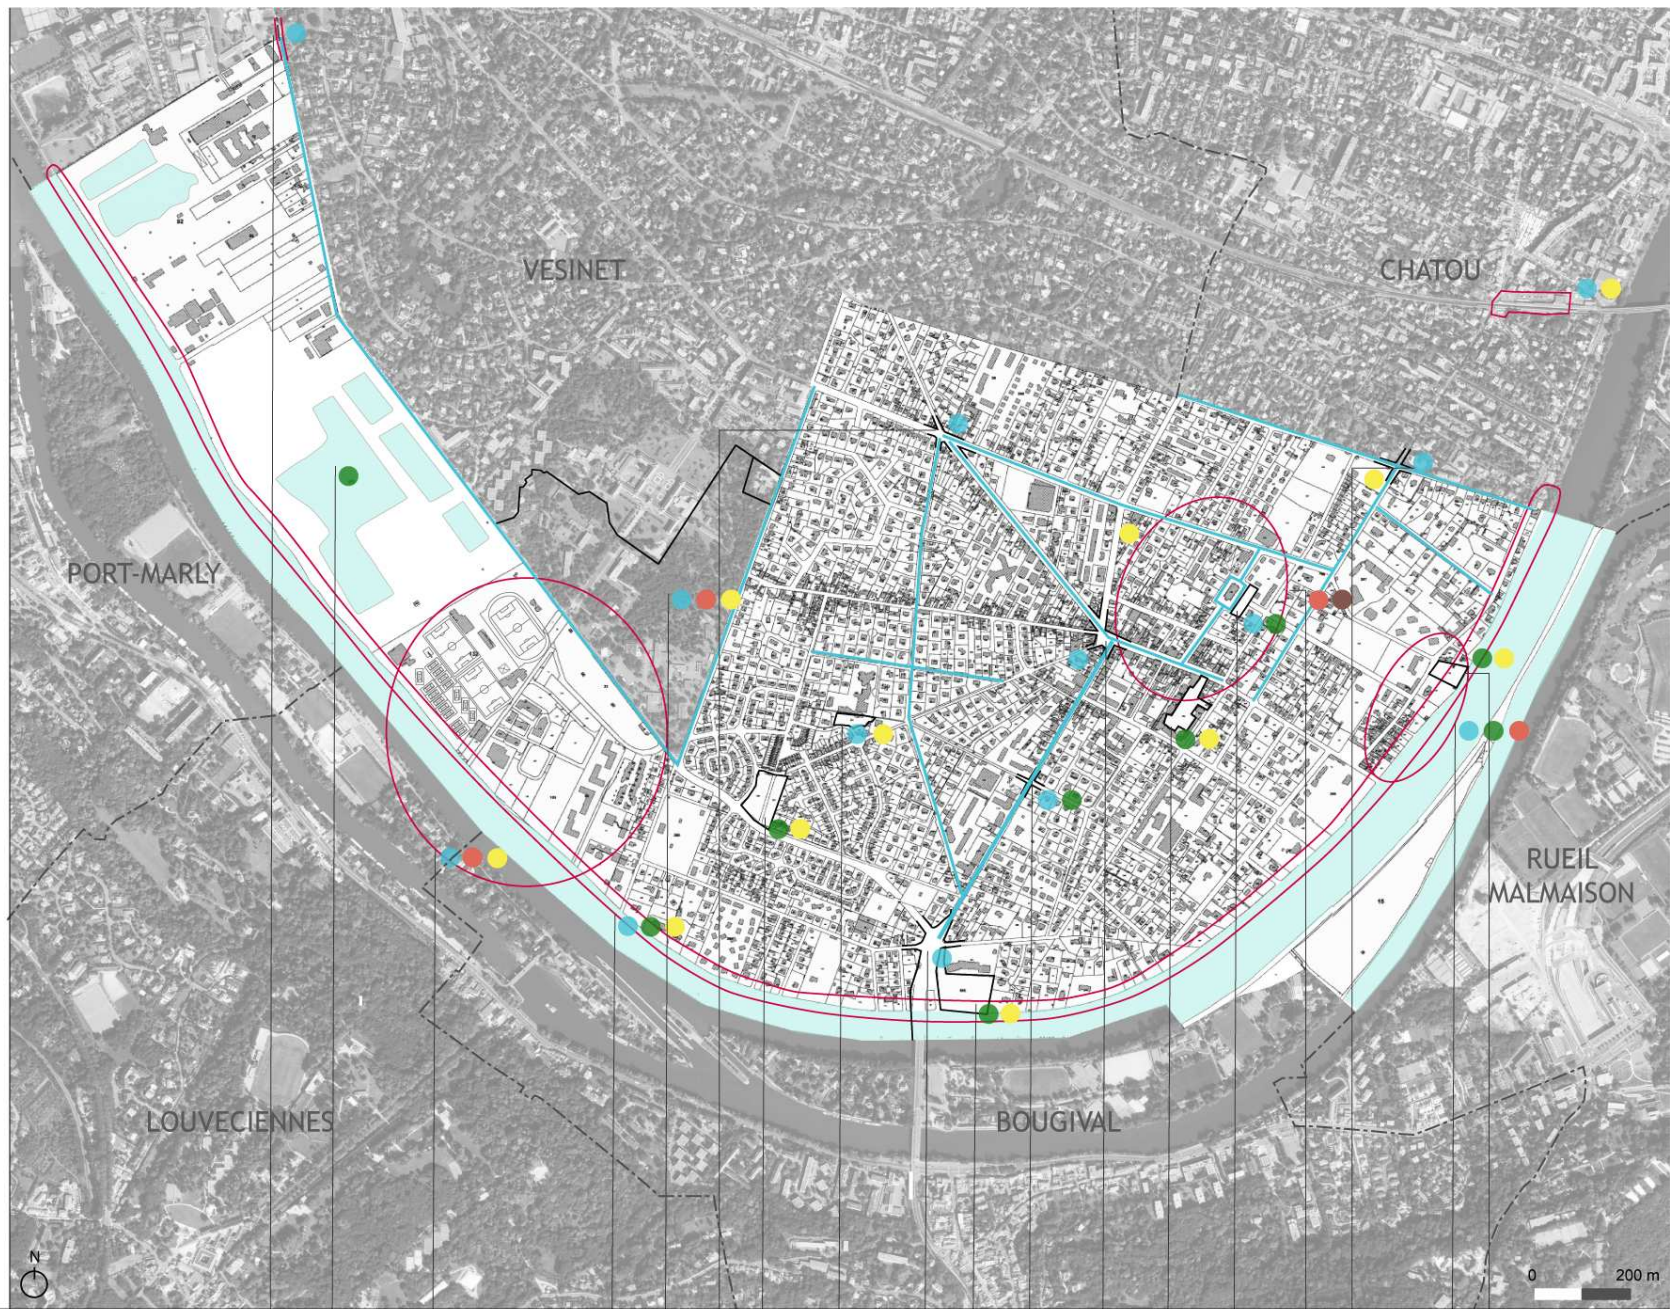 VESINET
CHATOU
PORT-MARLY
RUEIL
MALMAISON
LOUVECIENNES
BOUGIVAL
N
0
200 m